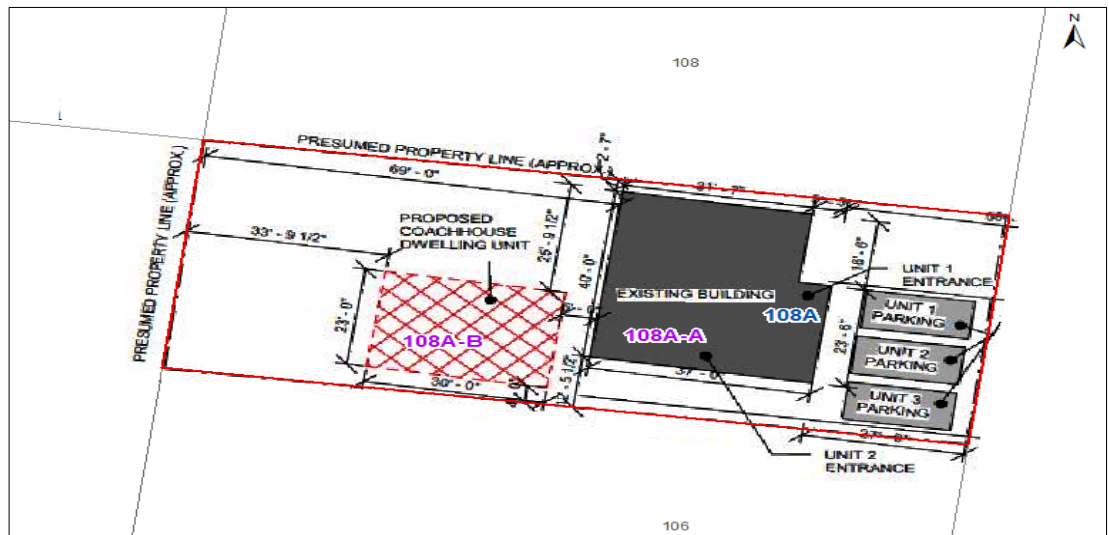 N
108
PRESUMED PROPERTY LINE (APPROX.)
2'- 7"
69' - 0"
PRESUMED PROPERTY LINE (APPROX.)
PROPOSED
COACHHOUSE
DWELLING UNIT
33' - 9 1/2"
25' - 9 1/2"
40' - 0"
18' - 6"
UNIT 1
ENTRANCE
EXISTING BUILDING
108A
23' - 0"
108A-B
108A-A
23' - 6"
UNIT 1
PARKING
UNIT 2
PARKING
UNIT 3
PARKING
30' - 0"
UNIT 2
ENTRANCE
106